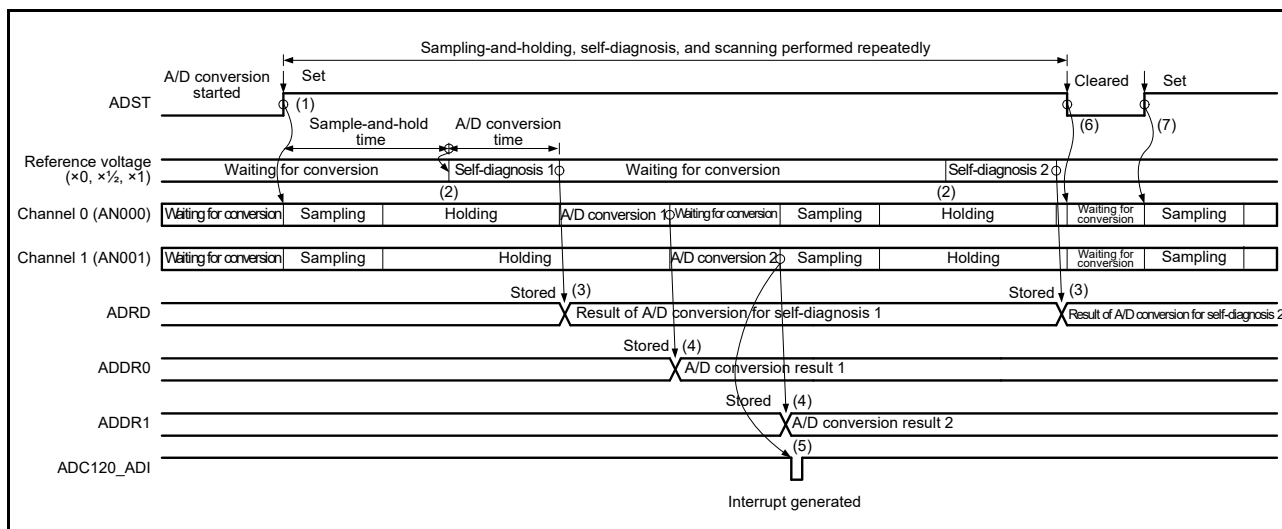 Sampling-and-holding, self-diagnosis, and scanning performed repeatedly
A/D conversion started
Set
Cleared
Set
ADST
(1)
(6)
(7)
Sample-and-hold time
A/D conversion time
Reference voltage (×0, ×½, ×1)
Waiting for conversion
Self-diagnosis 1
Waiting for conversion
Self-diagnosis 2
(2)
(2)
Channel 0 (AN000)
Waiting for conversion
Sampling
Holding
A/D conversion 1
Waiting for conversion
Sampling
Holding
Waiting for conversion
Sampling
Channel 1 (AN001)
Waiting for conversion
Sampling
Holding
A/D conversion 2
Sampling
Holding
Waiting for conversion
Sampling
Stored
(3)
Stored
(3)
ADRD
Result of A/D conversion for self-diagnosis 1
Result of A/D conversion for self-diagnosis 2
Stored
(4)
ADDR0
A/D conversion result 1
Stored
(4)
ADDR1
A/D conversion result 2
(5)
ADC120_ADI
Interrupt generated